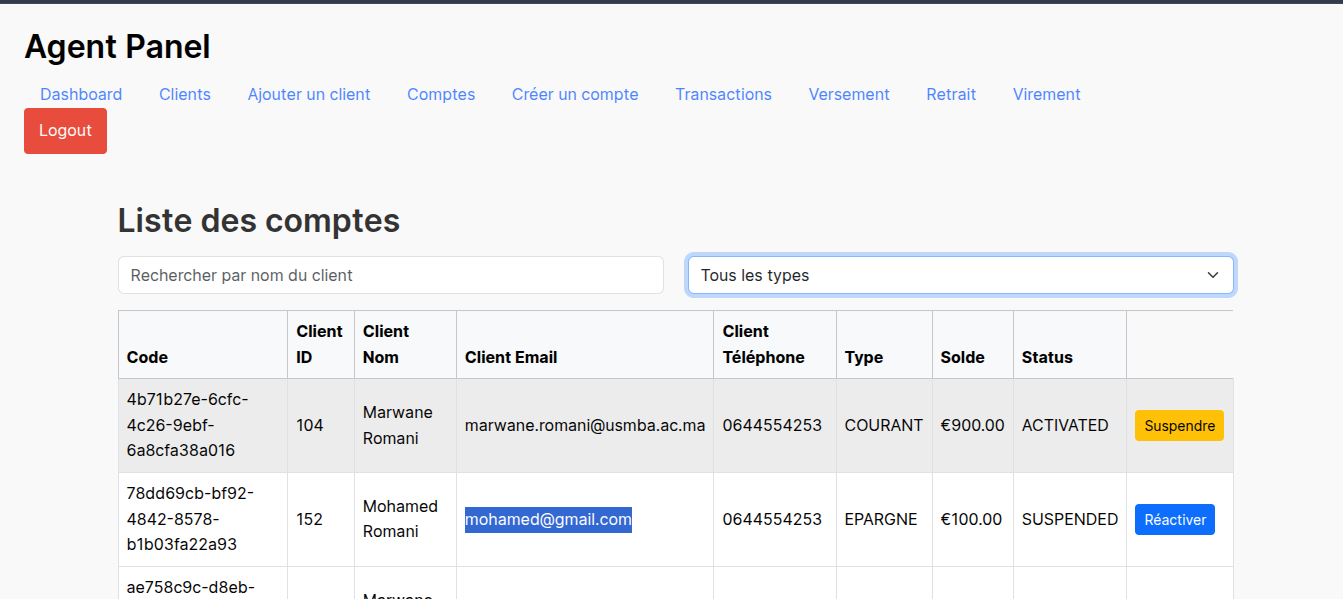 Agent Panel
Dashboard Clients Ajouter un client Comptes Créer un compte Transactions Versement Retrait Virement
Logout
Liste des comptes
Rechercher par nom du client
Tous les types
Code Client ID Client Nom Client Email Client Téléphone Type Solde Status
4b71b27e-6cfc-
4c26-9ebf-
6a8cfa38a016
104
Marwane
Romani
marwane.romani@usmba.ac.ma
0644554253
COURANT
€900.00
ACTIVATED
Suspendre
78dd69cb-bf92-
4842-8578-
b1b03fa22a93
152
Mohamed
Romani
mohamed@gmail.com
0644554253
EPARGNE
€100.00
SUSPENDED
Réactiver
ae758c9c-d8eb-